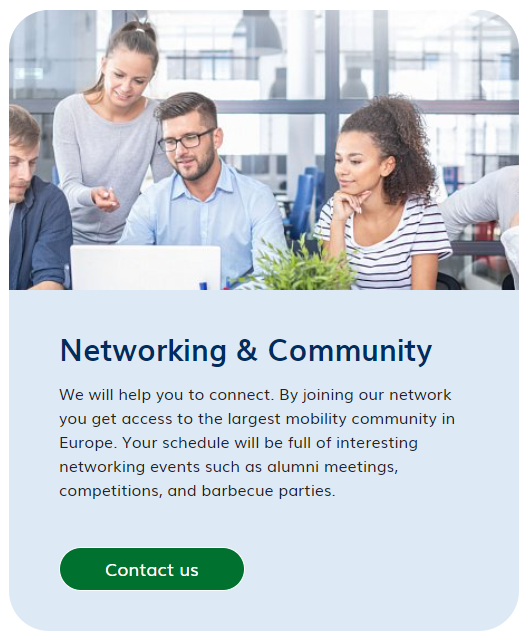 Networking & Community
We will help you to connect. By joining our network
you get access to the largest mobility community in
Europe. Your schedule will be full of interesting
networking events such as alumni meetings,
competitions, and barbecue parties.
Contact us